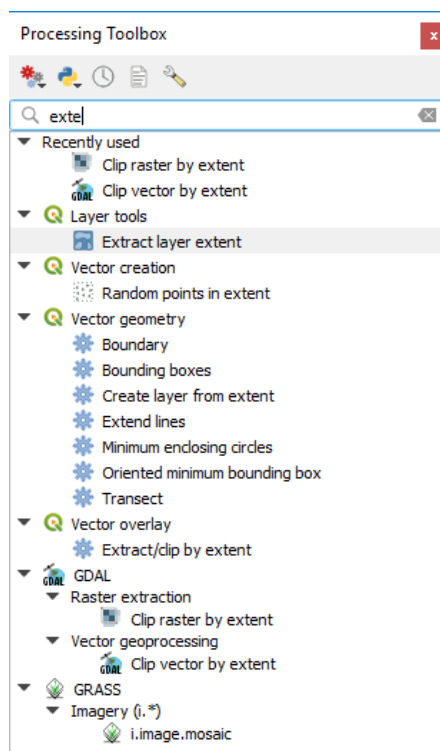 Processing Toolbox
x
exte
Recently used
Clip raster by extent
GDAL Clip vector by extent
Layer tools
Extract layer extent
Vector creation
Random points in extent
Vector geometry
Boundary
Bounding boxes
Create layer from extent
Extend lines
Minimum enclosing circles
Oriented minimum bounding box
Transect
Vector overlay
Extract/clip by extent
GDAL GDAL
Raster extraction
Clip raster by extent
Vector geoprocessing
GDAL Clip vector by extent
GRASS
Imagery (i.*)
i.image.mosaic